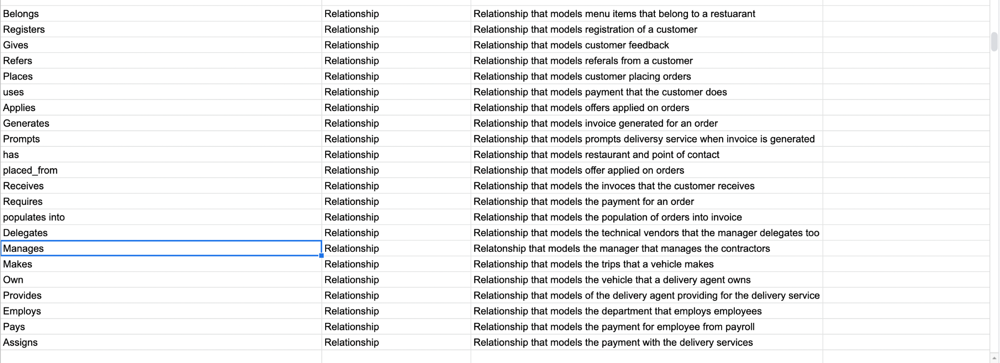 Belongs Relationship Relationship that models menu items that belong to a restuarant
Registers Relationship Relationship that models registration of a customer
Gives Relationship Relationship that models customer feedback
Refers Relationship Relationship that models referals from a customer
Places Relationship Relationship that models customer placing orders
uses Relationship Relationship that models payment that the customer does
Applies Relationship Relationship that models offers applied on orders
Generates Relationship Relationship that models invoice generated for an order
Prompts Relationship Relationship that models prompts deliversy service when invoice is generated
has Relationship Relationship that models restaurant and point of contact
placed_from Relationship Relationship that models offer applied on orders
Receives Relationship Relationship that models the invoces that the customer receives
Requires Relationship Relationship that models the payment for an order
populates into Relationship Relationship that models the population of orders into invoice
Delegates Relationship Relationship that models the technical vendors that the manager delegates too
Manages Relationship Relatonship that models the manager that manages the contractors
Makes Relationship Relationship that models the trips that a vehicle makes
Own Relationship Relationship that models the vehicle that a delivery agent owns
Provides Relationship Relationship that models of the delivery agent providing for the delivery service
Employs Relationship Relationship that models the department that employs employees
Pays Relationship Relationship that models the payment for employee from payroll
Assigns Relationship Relationship that models the payment with the delivery services